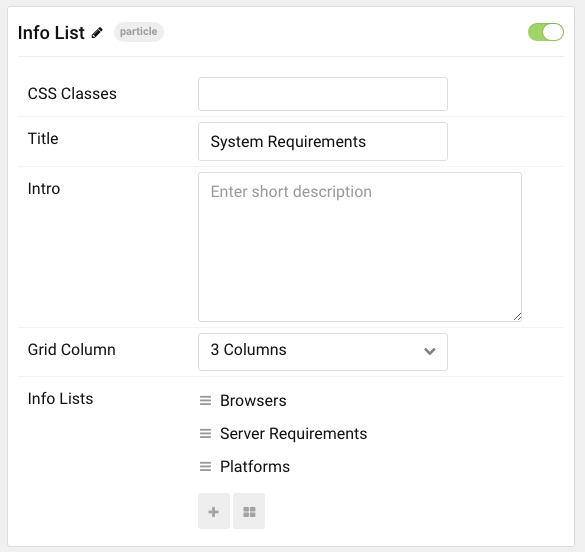 Info List particle
CSS Classes
Title System Requirements
Intro Enter short description
Grid Column 3 Columns
Info Lists Browsers
Server Requirements
Platforms